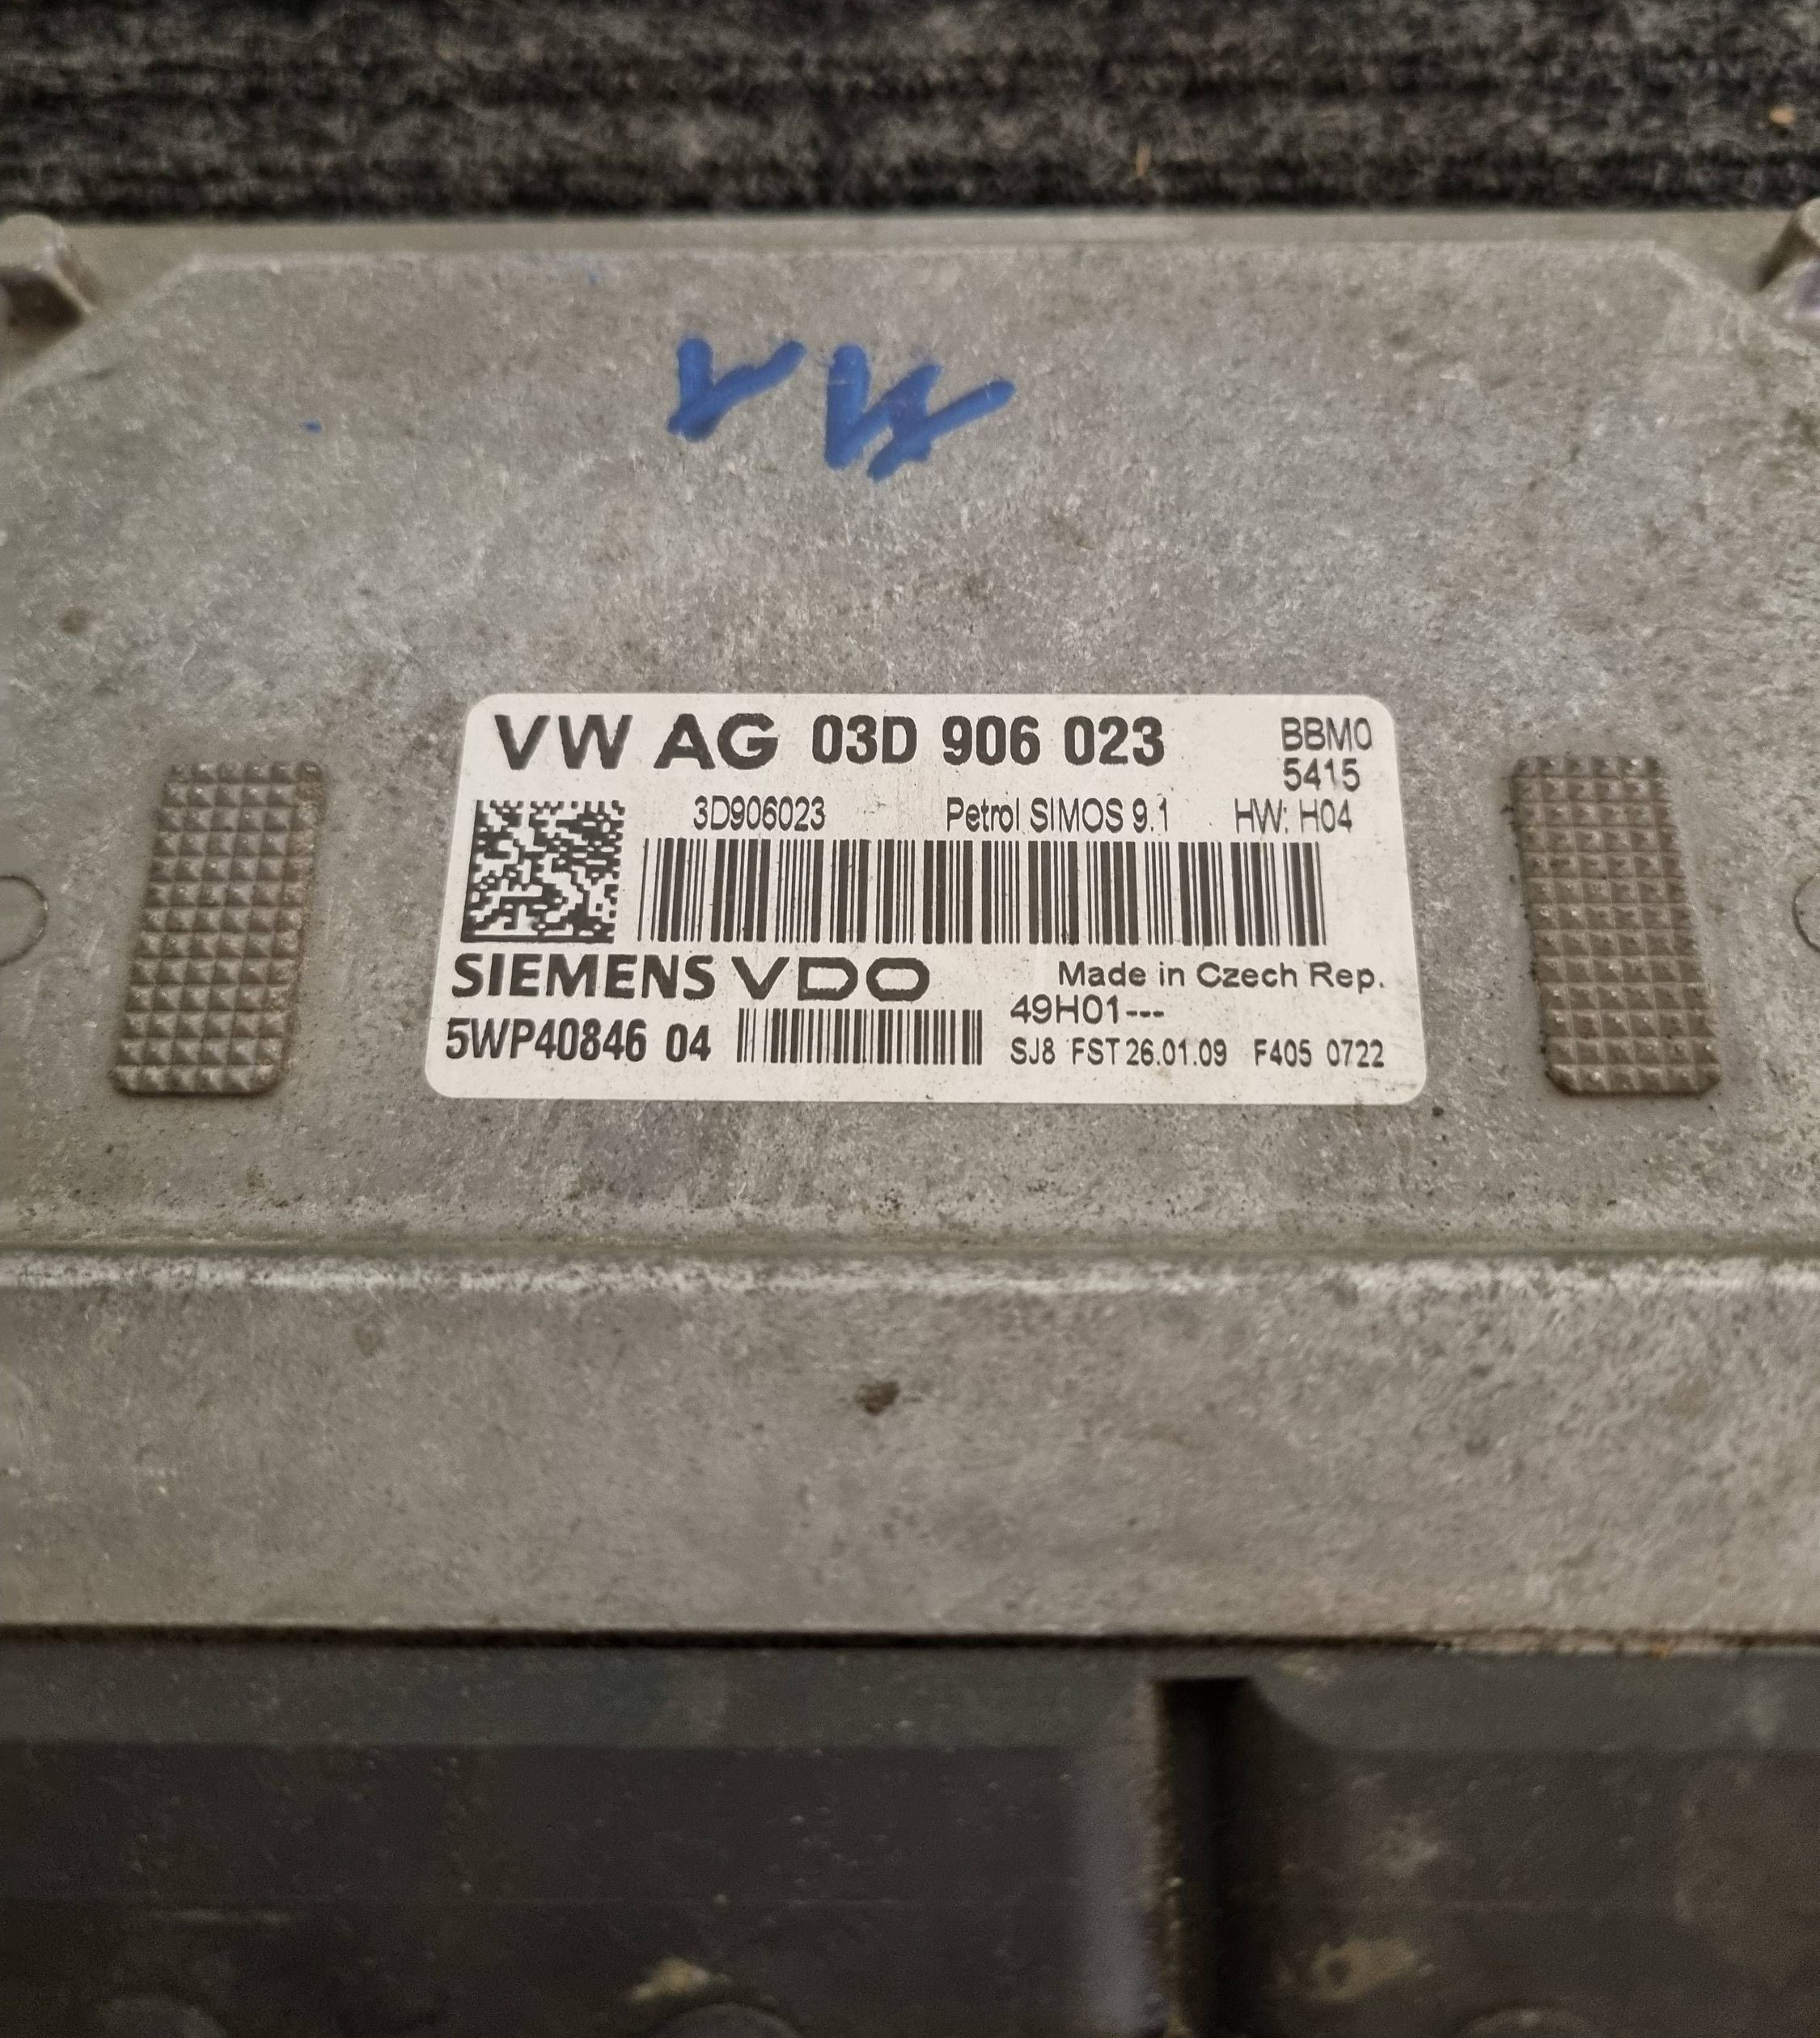 VW
VW AG 03D 906 023
BBM0
5415
3D906023 Petrol SIMOS 9.1 HW: H04
SIEMENS VDO Made in Czech Rep.
49H01---
5WP40846 04 SJ8 FST 26.01.09 F405 0722